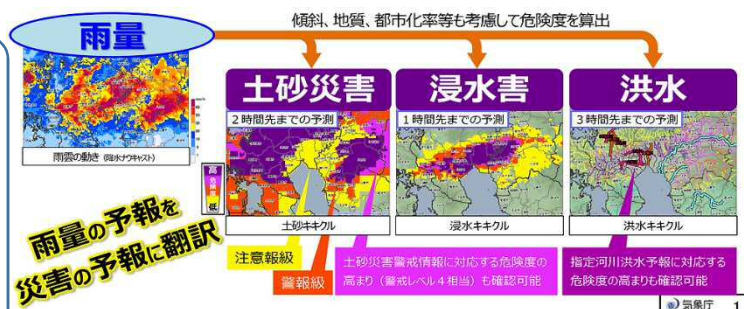 傾斜、地質、都市化率等も考慮して危険度を算出
雨量
土砂災害
浸水害
洪水
2時間先までの予測
1時間先までの予測
3時間先までの予測
雨雲の動き(降水ナウキャスト)
高
危険度
低
土砂キキクル
浸水キキクル
洪水キキクル
雨量の予報を
災害の予報に翻訳
注意報級
警報級
土砂災害警戒情報に対応する危険度の
高まり(警戒レベル4相当)も確認可能
指定河川洪水予報に対応する
危険度の高まりも確認可能
気象庁
1